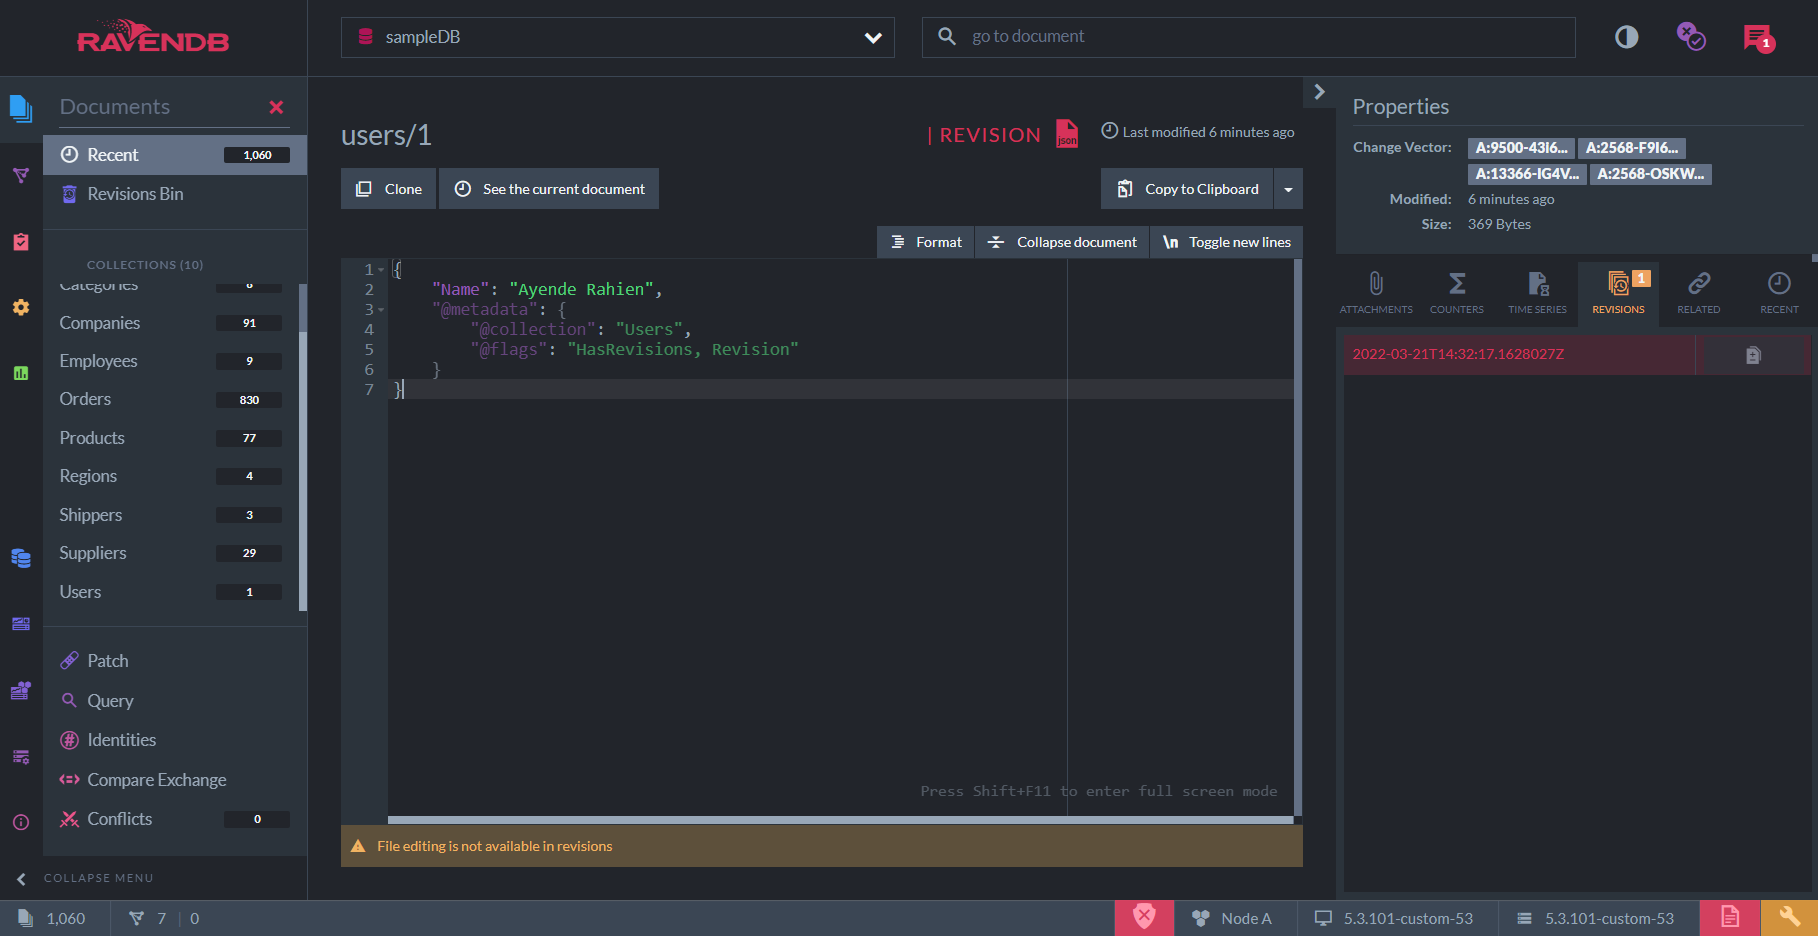 RAVENDB
sampleDB
go to document
1
Documents
Recent 1,060
Revisions Bin
COLLECTIONS (10)
Categories 8
Companies 91
Employees 9
Orders 830
Products 77
Regions 4
Shippers 3
Suppliers 29
Users 1
Patch
Query
Identities
Compare Exchange
Conflicts 0
COLLAPSE MENU
users/1
| REVISION
json
Last modified 6 minutes ago
Clone
See the current document
Copy to Clipboard
Format
Collapse document
\n Toggle new lines
1 {
2 "Name": "Ayende Rahien",
3 "@metadata": {
4 "@collection": "Users",
5 "@flags": "HasRevisions, Revision"
6 }
7 }
Press Shift+F11 to enter full screen mode
File editing is not available in revisions
Properties
Change Vector: A:9500-43I6... A:2568-F9I6...
A:13366-IG4V... A:2568-OSKW...
Modified: 6 minutes ago
Size: 369 Bytes
ATTACHMENTS
COUNTERS
TIME SERIES
1
REVISIONS
RELATED
RECENT
2022-03-21T14:32:17.1628027Z
1,060
7 | 0
Node A
5.3.101-custom-53
5.3.101-custom-53